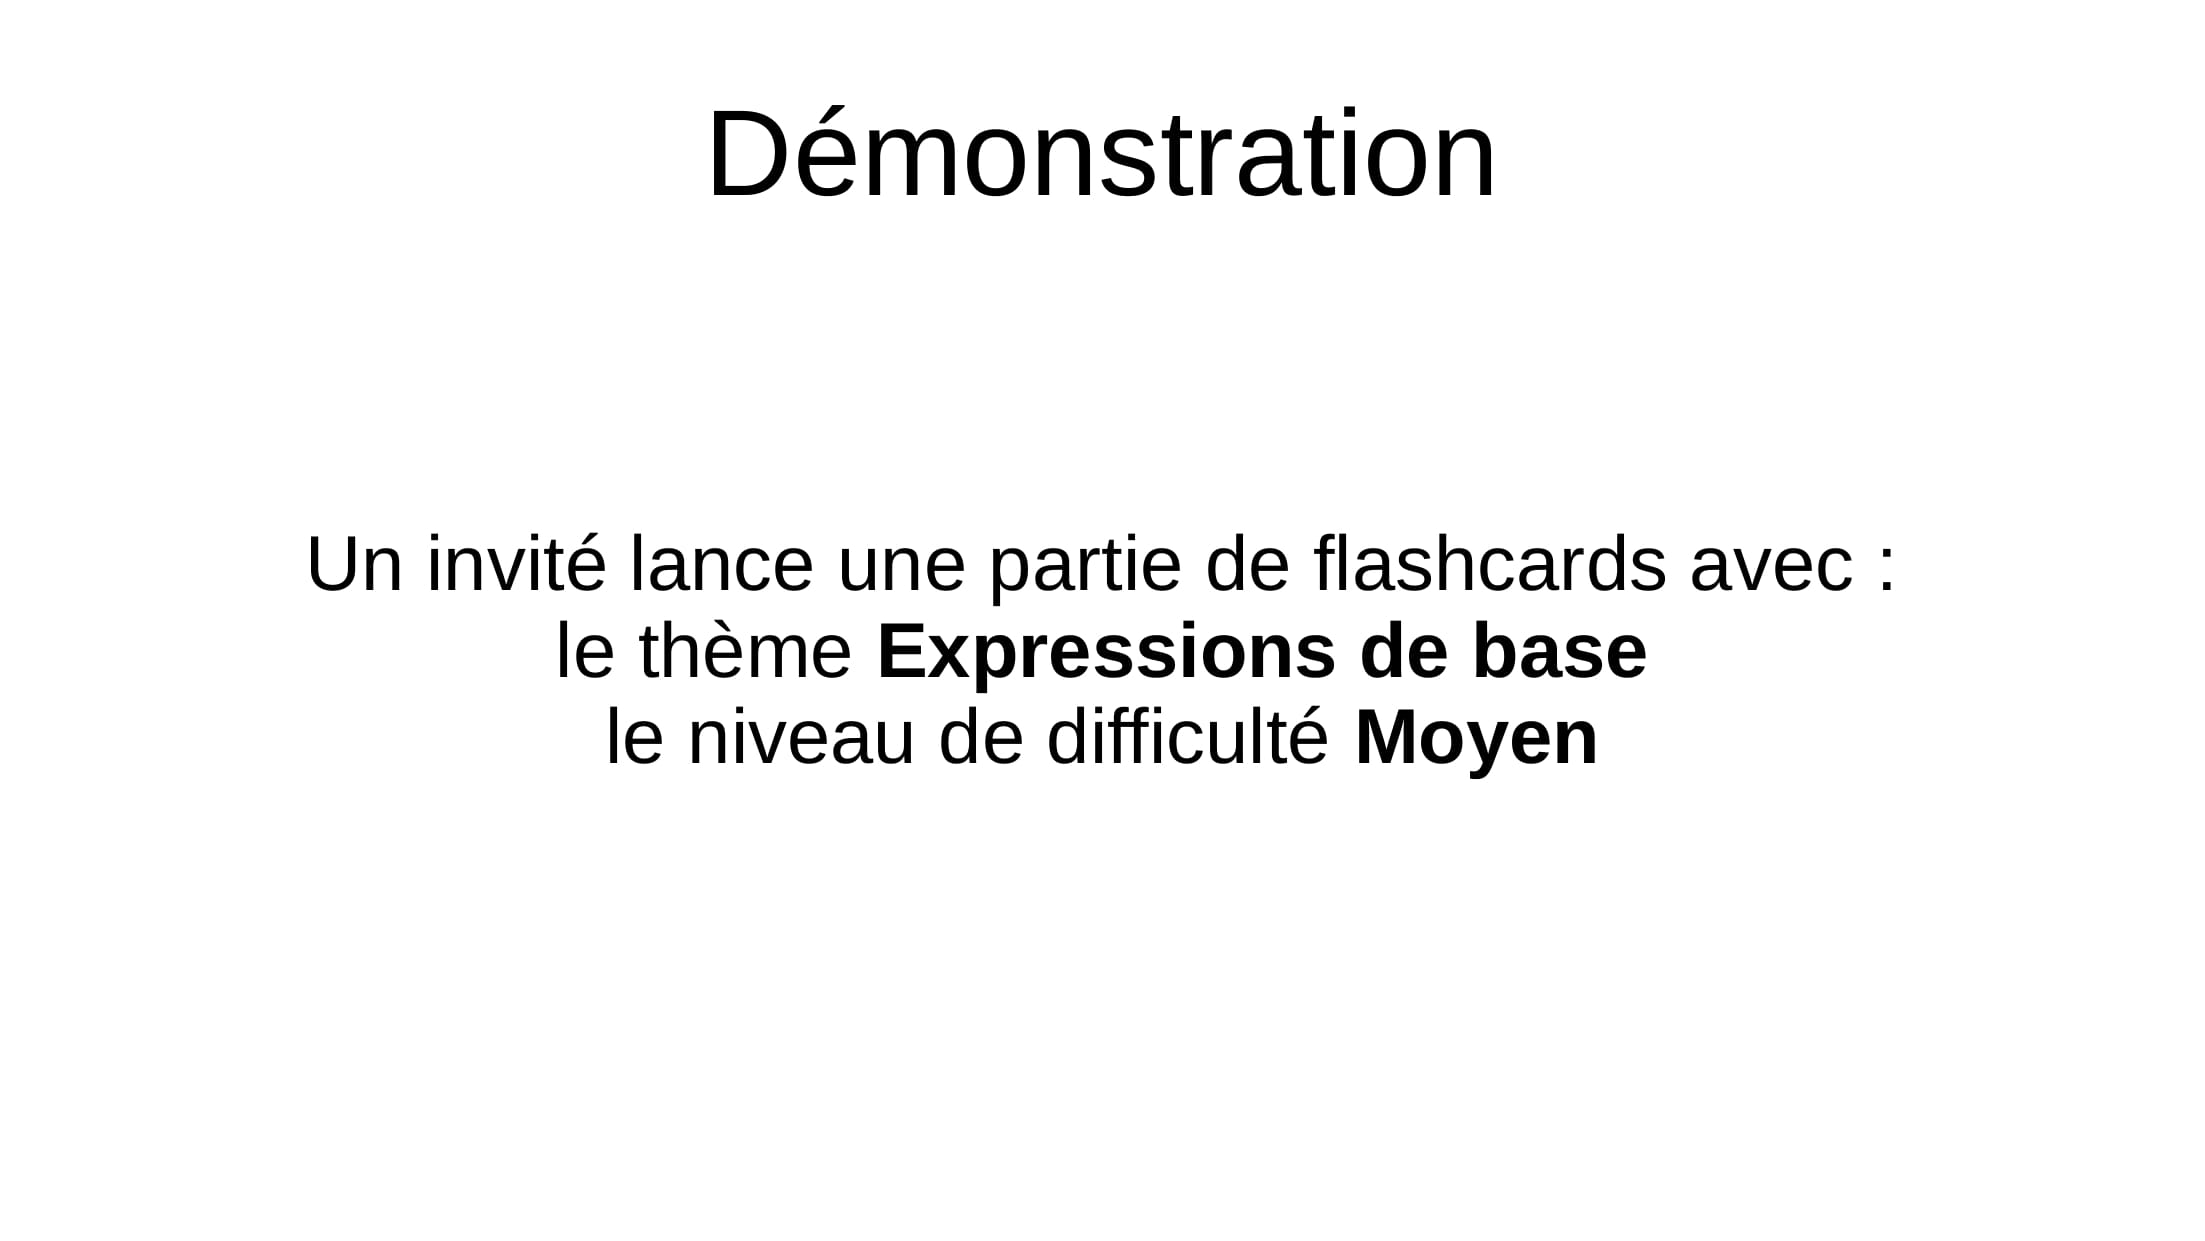 Démonstration
Un invité lance une partie de flashcards avec :
le thème Expressions de base
le niveau de difficulté Moyen